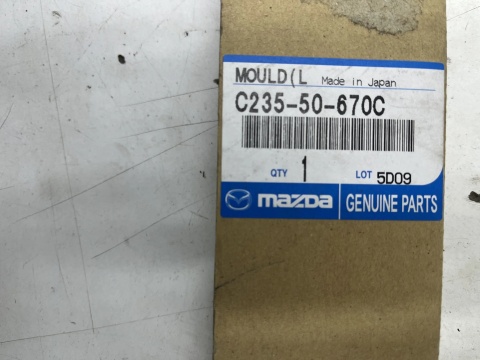 MOULD(L Made in Japan
C235-50-670C
QTY 1 LOT 5D09
mazda GENUINE PARTS